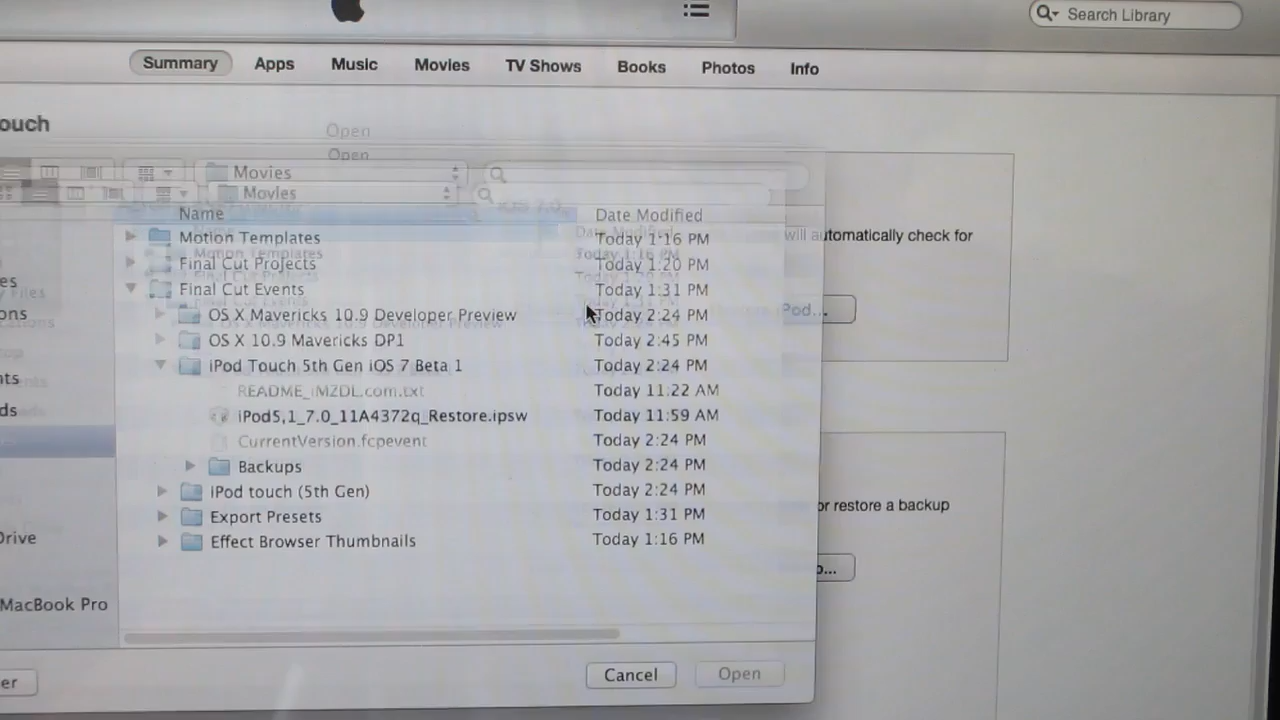 Search Library
Summary Apps Music Movies TV Shows Books Photos Info
ouch
Open
Open
Movies
Movies
Name Date Modified
will automatically check for
Motion Templates Today 1:16 PM
Final Cut Projects Today 1:20 PM
Final Cut Events Today 1:31 PM
Pod...
OS X Mavericks 10.9 Developer Preview Today 2:24 PM
OS X 10.9 Mavericks DP1 Today 2:45 PM
iPod Touch 5th Gen iOS 7 Beta 1 Today 2:24 PM
README_iMZDL.com.txt Today 11:22 AM
iPod5,1_7.0_11A4372q_Restore.ipsw Today 11:59 AM
CurrentVersion.fcpevent Today 2:24 PM
Backups Today 2:24 PM
iPod touch (5th Gen) Today 2:24 PM
or restore a backup
Export Presets Today 1:31 PM
Effect Browser Thumbnails Today 1:16 PM
Drive
MacBook Pro
Cancel Open
er